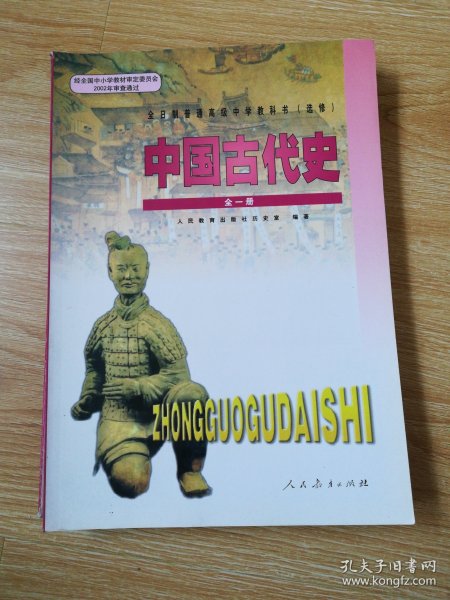 经全国中小学教材审定委员会
2002年审查通过
全日制普通高级中学教科书（选修）
中国古代史
全一册
人民教育出版社历史室 编著
ZHONGGUOGUDAISHI
人民教育出版社
孔夫子旧书网
www.kongfz.com